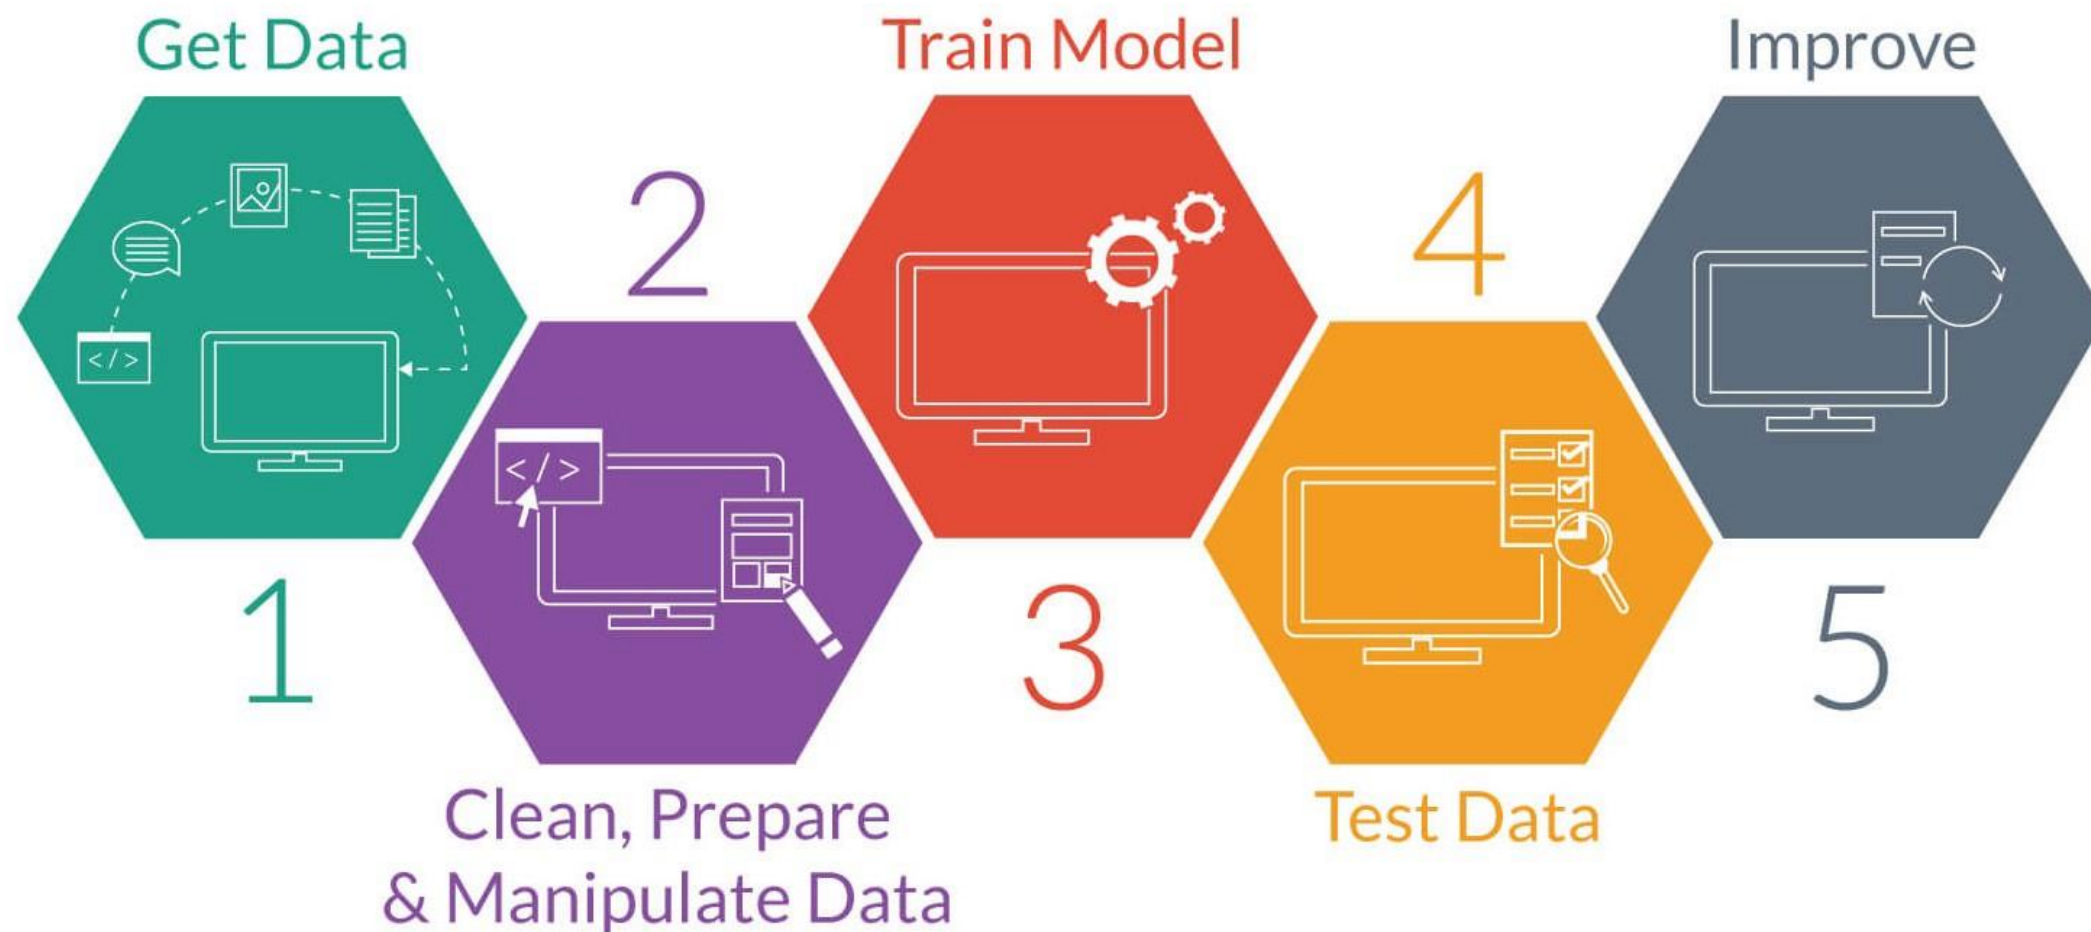 Get Data
1
2
Clean, Prepare
& Manipulate Data
Train Model
3
4
Test Data
Improve
5
</>
</>